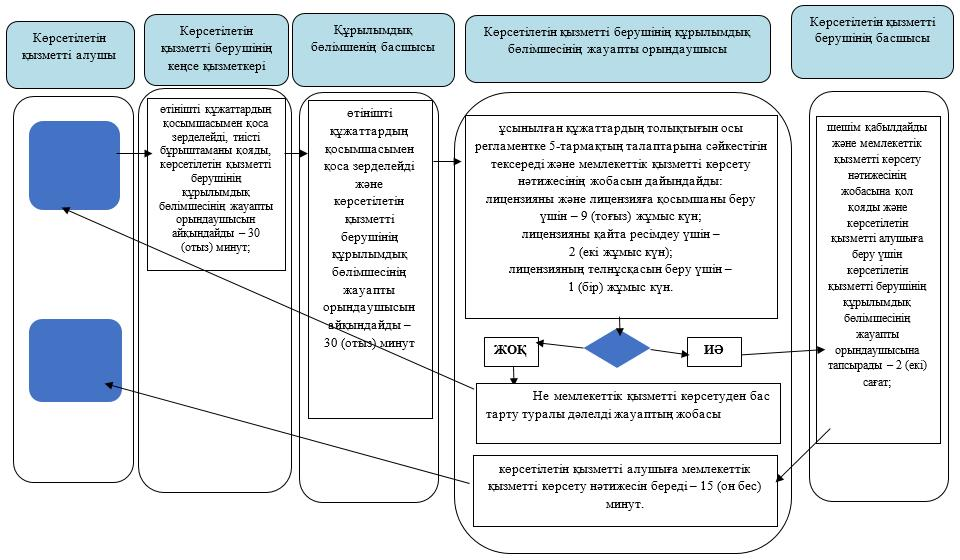 Көрсетілетін
қызметті алушы
Көрсетілетін
қызметті берушінің
кеңсе қызметкері
Құрылымдық
бөлімшенің басшысы
Көрсетілетін қызметті берушінің құрылымдық
бөлімшесінің жауапты орындаушысы
Көрсетілетін қызметті
берушінің басшысы
өтінішті құжаттардың
қосымшасымен қоса
зерделейді, тиісті
бұрыштаманы қояды,
көрсетілетін қызметті
берушінің
құрылымдық
бөлімшесінің жауапты
орындаушысын
айқындайды – 30
(отыз) минут;
өтінішті
құжаттардың
қосымшасымен
қоса зерделейді
және
көрсетілетін
қызметті
берушінің
құрылымдық
бөлімшесінің
жауапты
орындаушысын
айқындайды –
30 (отыз) минут
ұсынылған құжаттардың толықтығын осы
регламентке 5-тармақтың талаптарына сәйкестігін
тексереді және мемлекеттік қызметті көрсету
нәтижесінің жобасын дайындайды:
лицензияны және лицензияға қосымшаны беру
үшін – 9 (тоғыз) жұмыс күн;
лицензияны қайта ресімдеу үшін –
2 (екі жұмыс күн);
лицензияның телнұсқасын беру үшін –
1 (бір) жұмыс күн.
ЖОҚ
ИӘ
Не мемлекеттік қызметті көрсетуден бас
тарту туралы дәлелді жауаптың жобасы
көрсетілетін қызметті алушыға мемлекеттік
қызметті көрсету нәтижесін береді – 15 (он бес)
минут.
шешім қабылдайды
және мемлекеттік
қызметті көрсету
нәтижесінің
жобасына қол
қояды және
көрсетілетін
қызметті алушыға
беру үшін
көрсетілетін
қызметті берушінің
құрылымдық
бөлімшесінің
жауапты
орындаушысына
тапсырады – 2 (екі)
сағат;